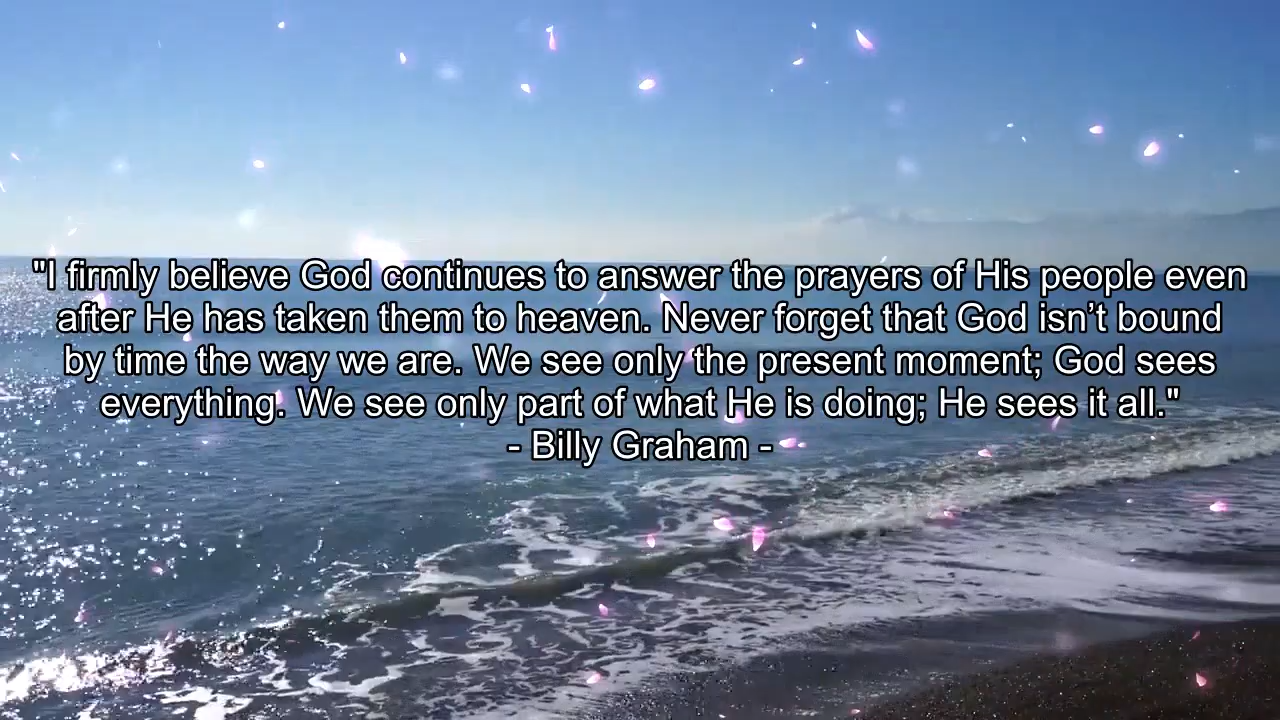 "I firmly believe God continues to answer the prayers of His people even
after He has taken them to heaven. Never forget that God isn’t bound
by time the way we are. We see only the present moment; God sees
everything. We see only part of what He is doing; He sees it all."
- Billy Graham -